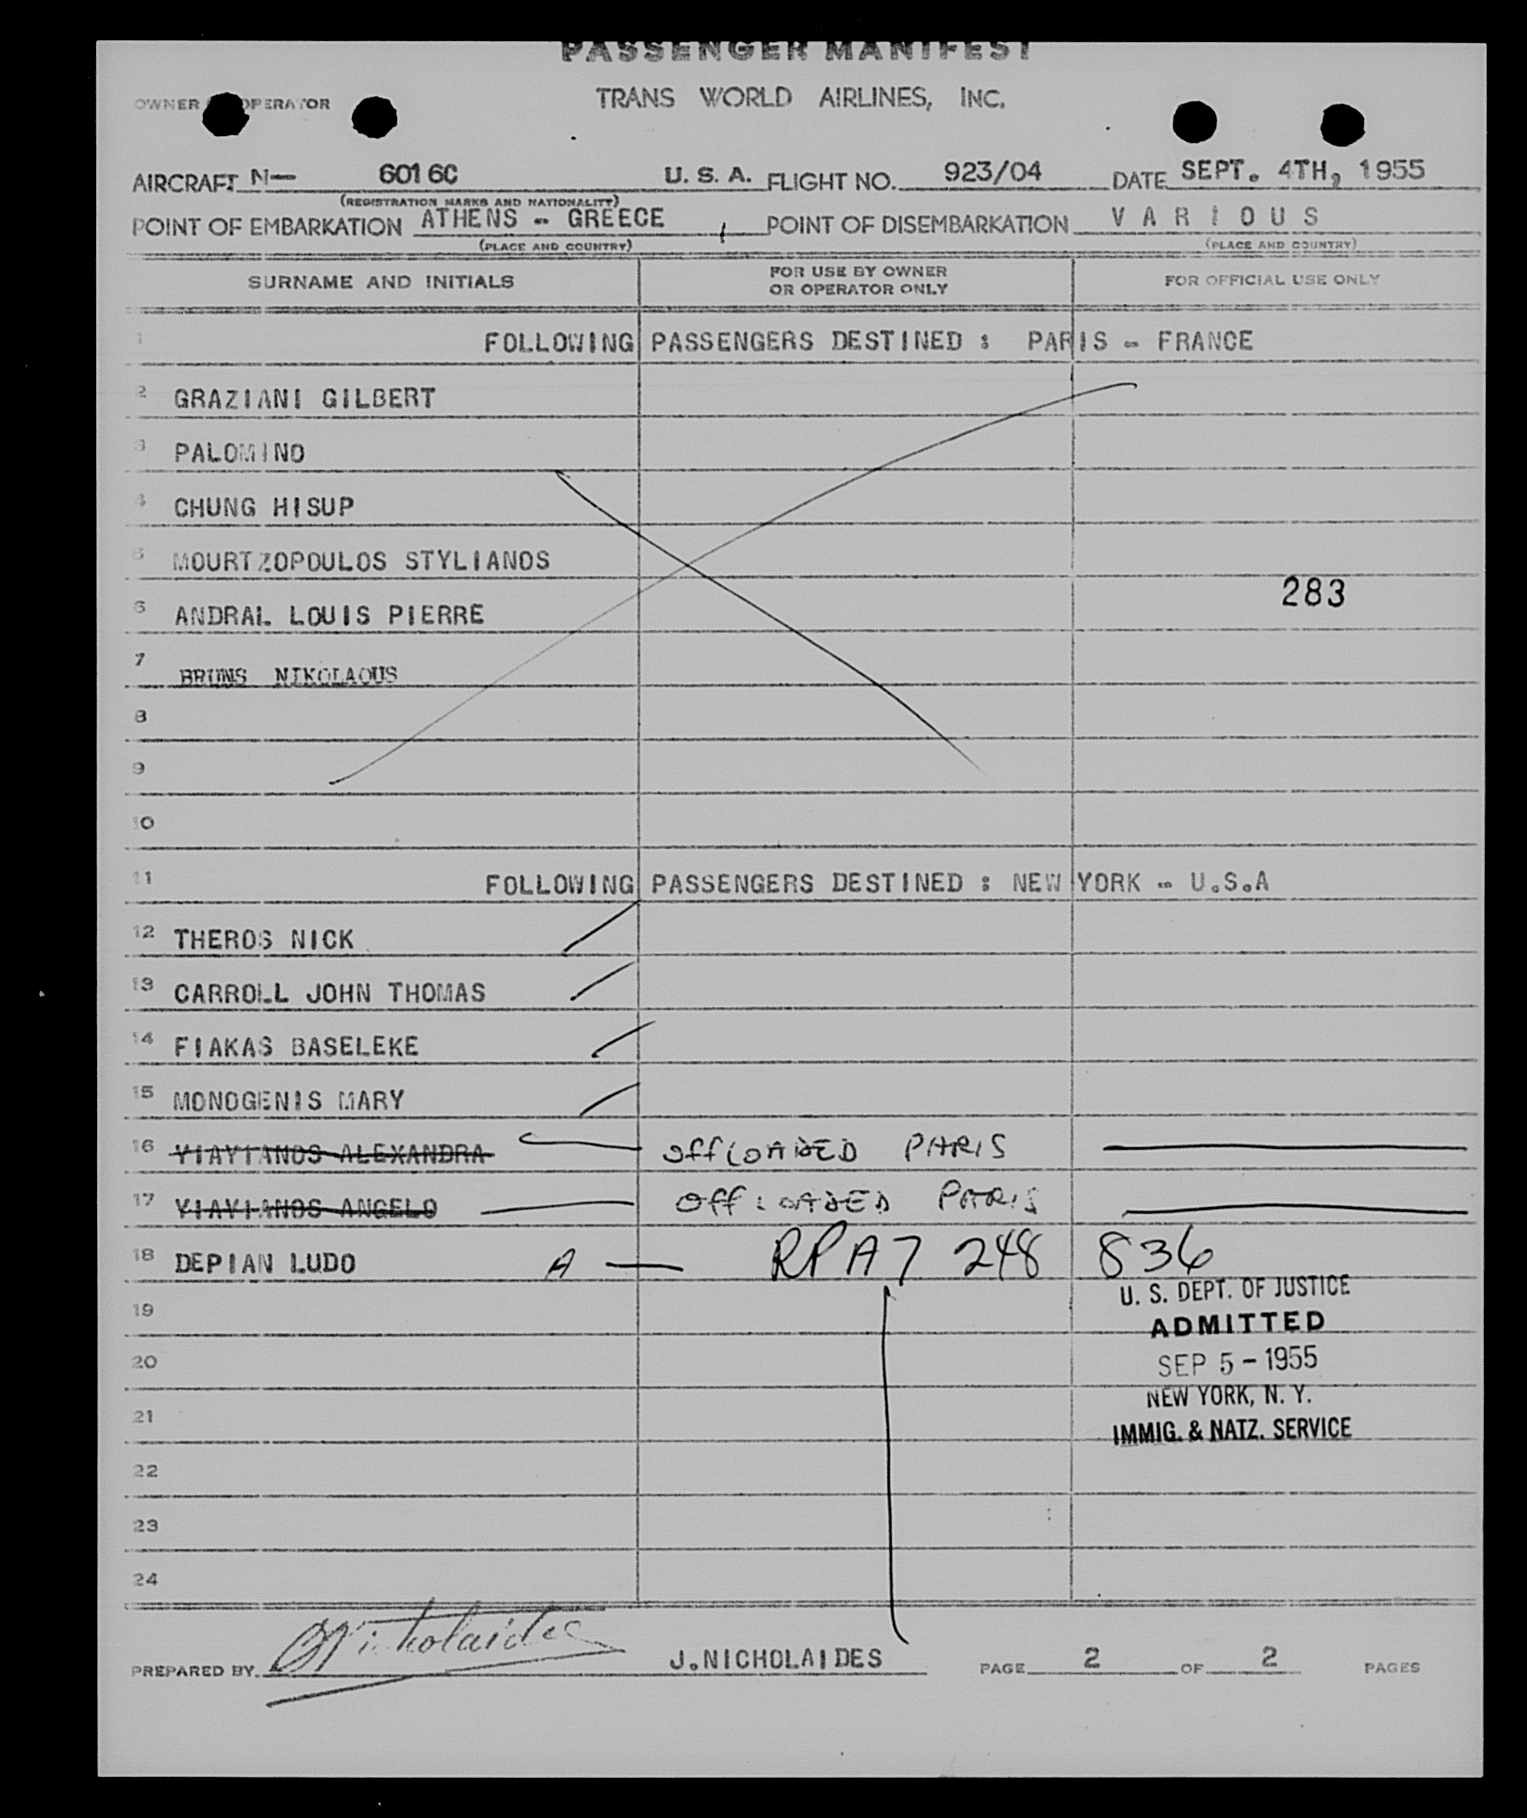 PASSENGER MANIFEST
OWNER OPERATOR
TRANS WORLD AIRLINES, INC.
AIRCRAFT N- 6016C U. S. A. FLIGHT NO. 923/04 DATE SEPT. 4TH, 1955
(REGISTRATION MARKS AND NATIONALITY)
POINT OF EMBARKATION ATHENS - GREECE POINT OF DISEMBARKATION VARIOUS
(PLACE AND COUNTRY) (PLACE AND COUNTRY)
SURNAME AND INITIALS FOR USE BY OWNER OR OPERATOR ONLY FOR OFFICIAL USE ONLY
1 FOLLOWING PASSENGERS DESTINED : PARIS - FRANCE
2 GRAZIANI GILBERT
3 PALOMINO
4 CHUNG HISUP
5 MOURTZOPOULOS STYLIANOS
283
6 ANDRAL LOUIS PIERRE
7 BRUNS NIKOLAOUS
8
9
10
11 FOLLOWING PASSENGERS DESTINED : NEW YORK - U.S.A
12 THEROS NICK
13 CARROLL JOHN THOMAS
14 FIAKAS BASELEKE
15 MONOGENIS MARY
16 YIAYIANOS ALEXANDRA OFFLOADED PARIS
17 YIAYIANOS ANGELO OFFLOADED PARIS
18 DEPIAN LUDO A — RPA7 248 836
U. S. DEPT. OF JUSTICE
19
ADMITTED
20 SEP 5 - 1955
NEW YORK, N. Y.
21
IMMIG. & NATZ. SERVICE
22
23
24
PREPARED BY. Nikolaides J.NICHOLAIDES PAGE 2 OF 2 PAGES